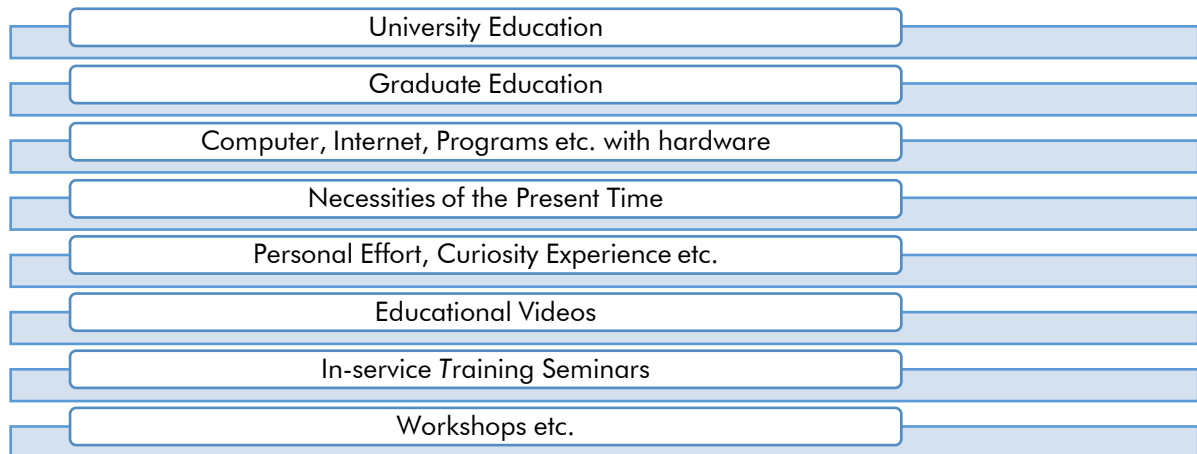 University Education
Graduate Education
Computer, Internet, Programs etc. with hardware
Necessities of the Present Time
Personal Effort, Curiosity Experience etc.
Educational Videos
In-service Training Seminars
Workshops etc.